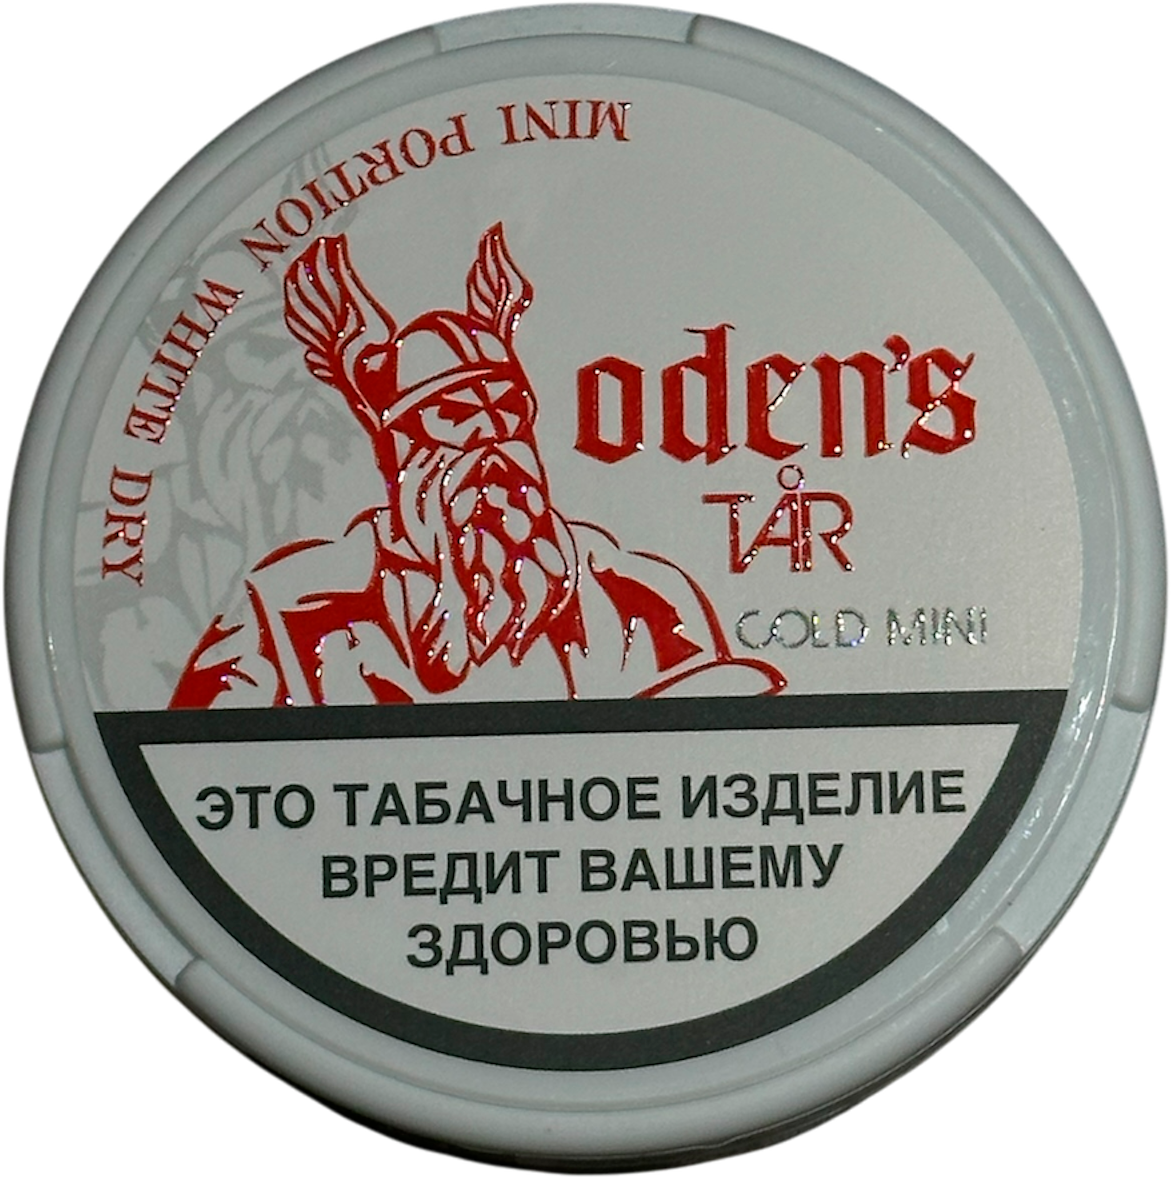 MINI PORTION WHITE DRY
oden's
TÅR
COLD MINI
ЭТО ТАБАЧНОЕ ИЗДЕЛИЕ
ВРЕДИТ ВАШЕМУ
ЗДОРОВЬЮ